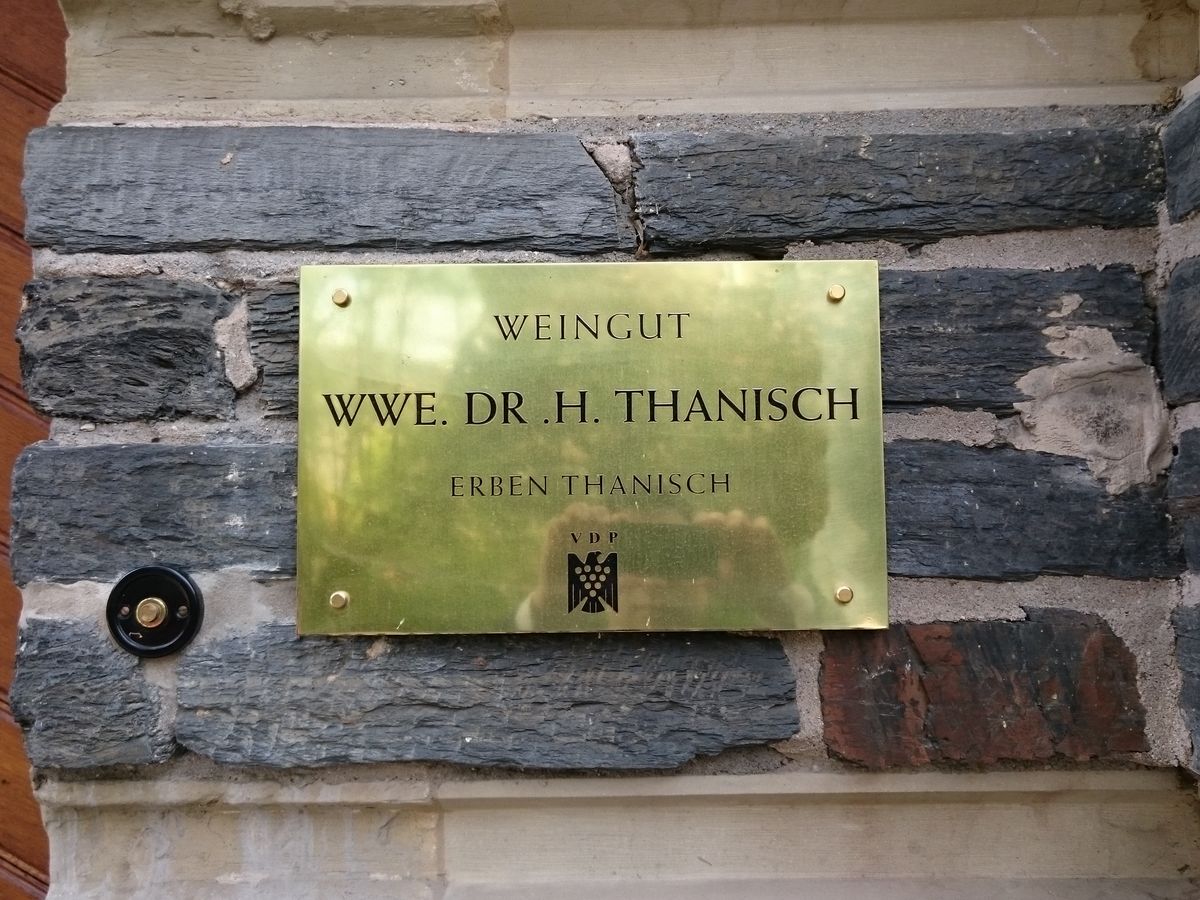 WEINGUT
WWE. DR .H. THANISCH
ERBEN THANISCH
VDP